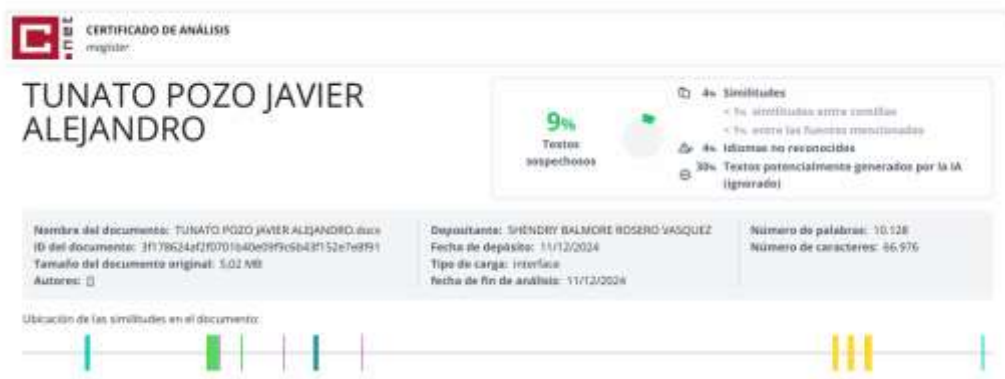 .net
CERTIFICADO DE ANÁLISIS
magister
TUNATO POZO JAVIER
ALEJANDRO
9%
Textos
sospechosos
4% Similitudes
< 1% similitudes entre comillas
< 1% entre las fuentes mencionadas
4% Idiomas no reconocidos
30% Textos potencialmente generados por la IA
(ignorado)
Nombre del documento: TUNATO POZO JAVIER ALEJANDRO.docx
ID del documento:
Tamaño del documento original: 5,02 MB
Autores: []
Depositante: SHENDRY BALMORE ROSERO VASQUEZ
Fecha de depósito: 11/12/2024
Tipo de carga: interface
fecha de fin de análisis: 11/12/2024
Número de palabras: 10.128
Número de caracteres: 66.976
Ubicación de las similitudes en el documento: